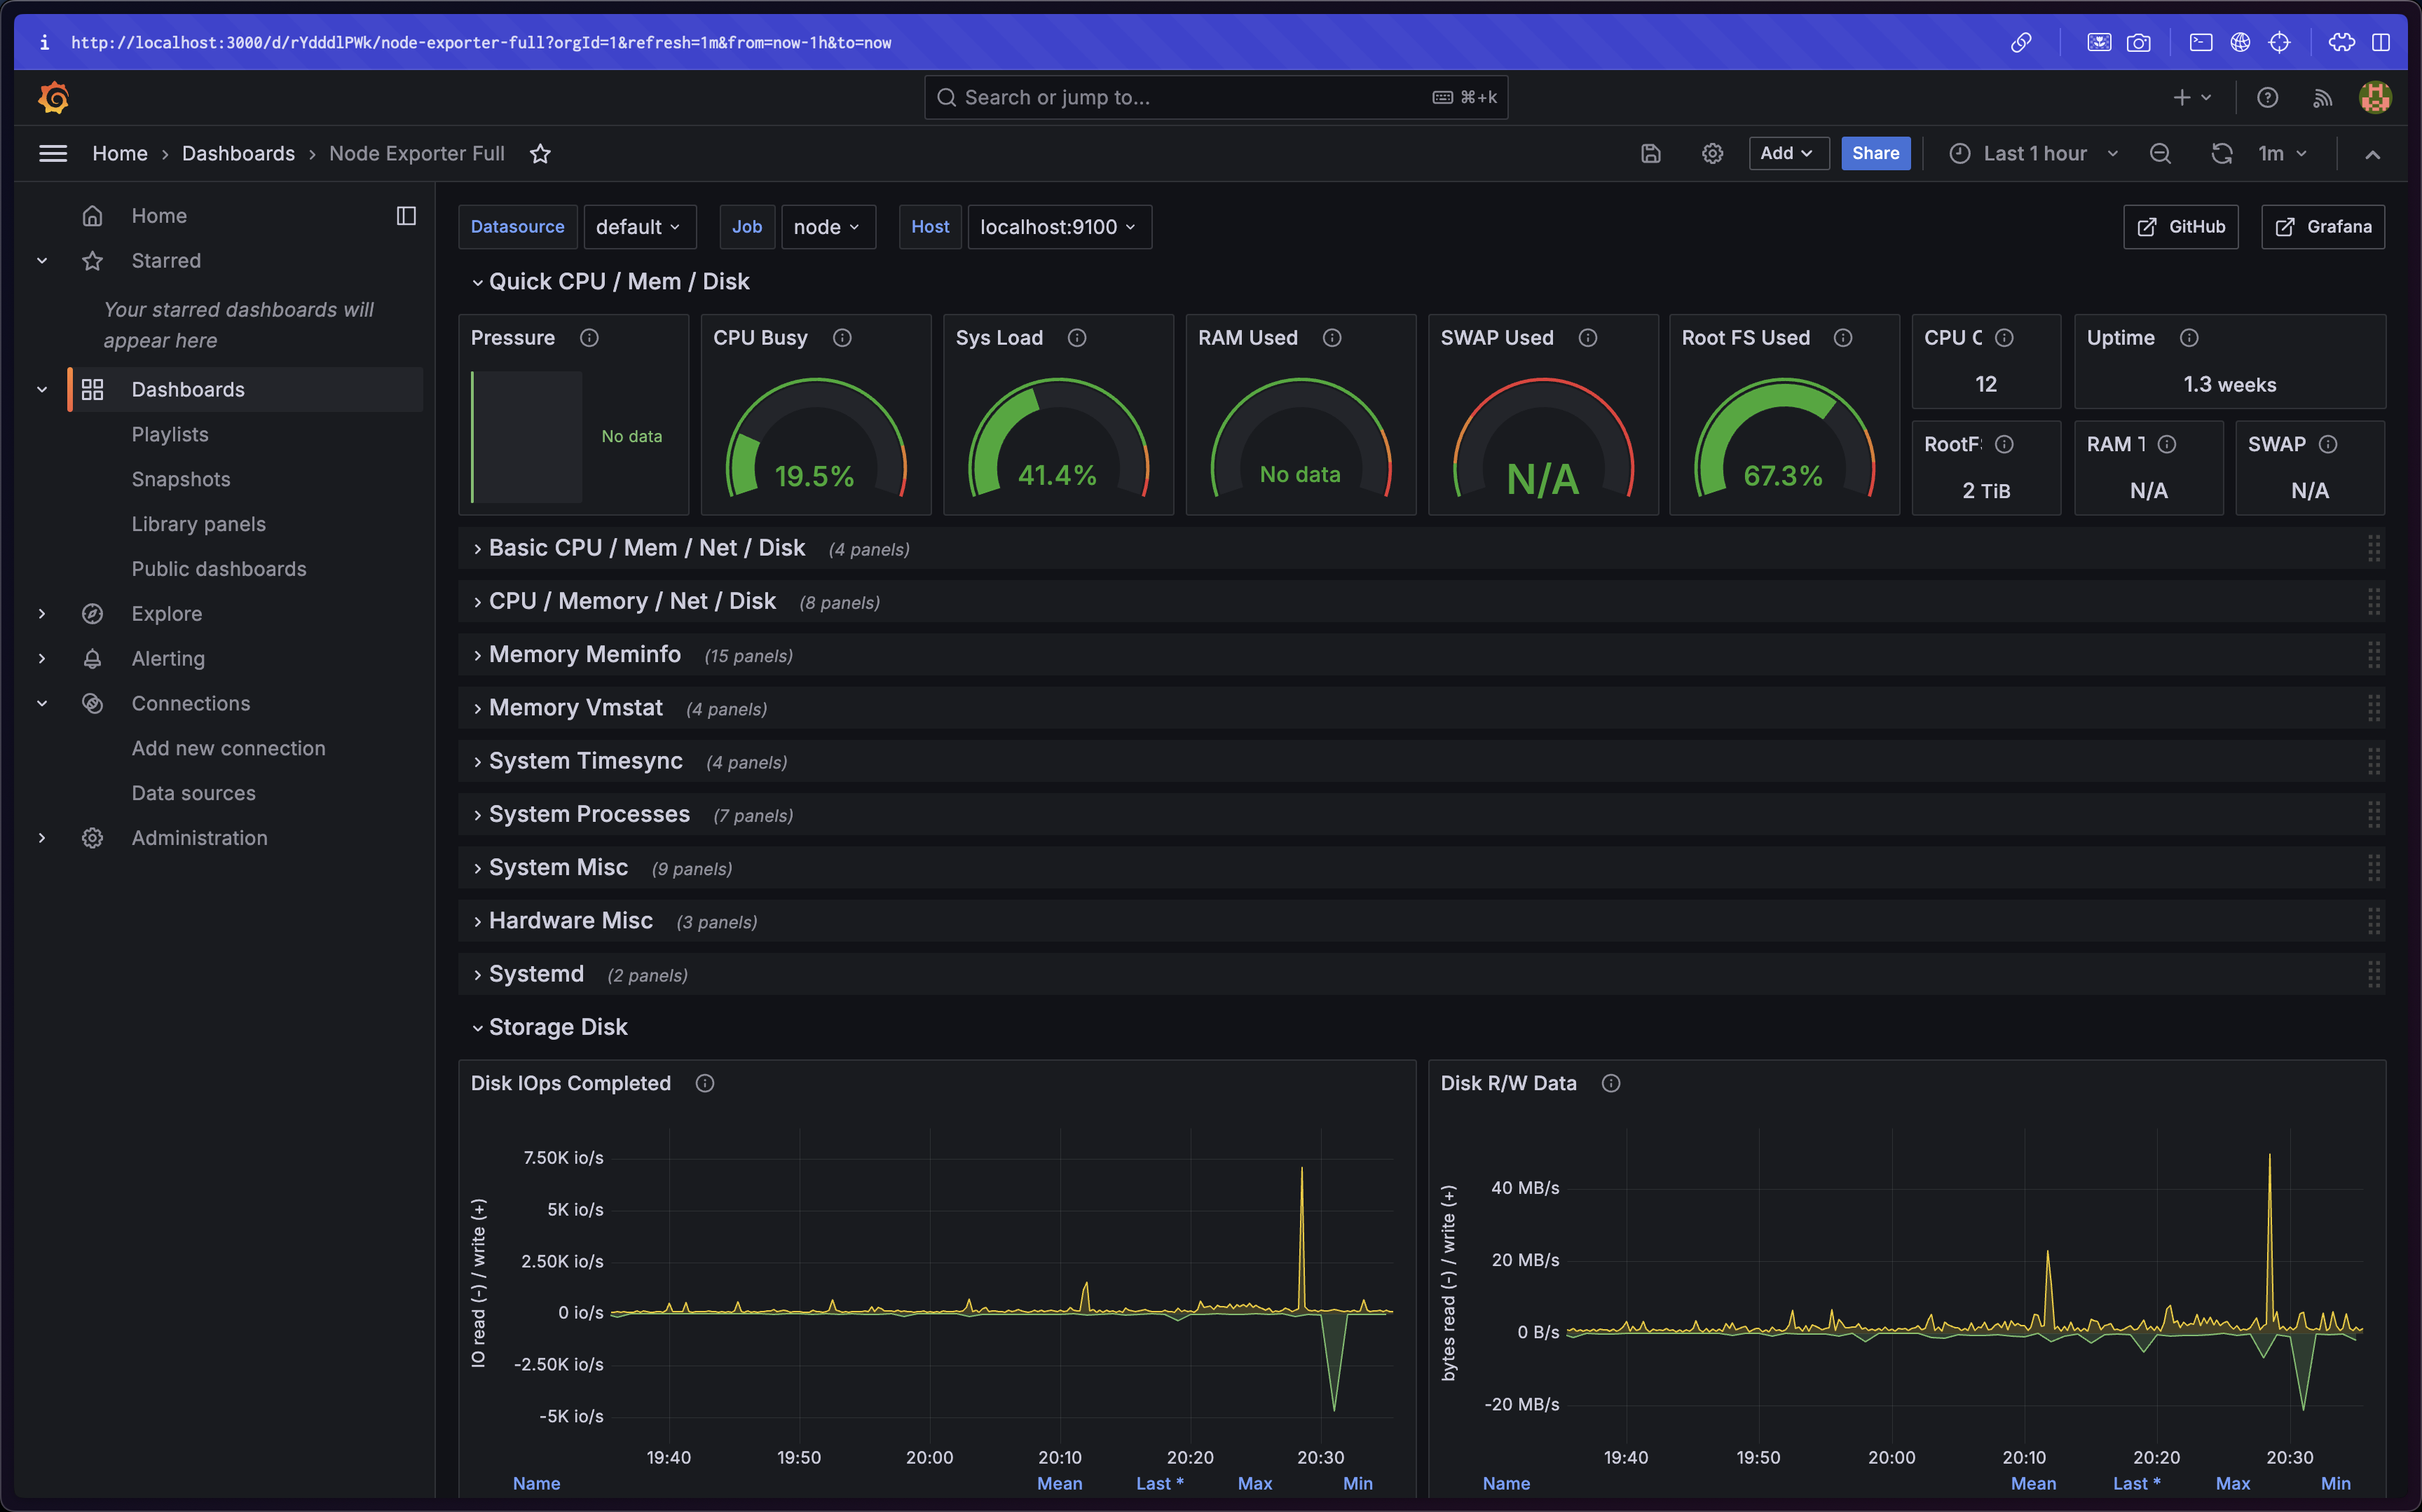 http://localhost:3000/d/rYdddlPWk/node-exporter-full?orgId=1&refresh=1m&from=now-1h&to=now
Search or jump to...
⌘+k
Home › Dashboards › Node Exporter Full
Add
Share
Last 1 hour
1m
Home
Starred
Your starred dashboards will
appear here
Dashboards
Playlists
Snapshots
Library panels
Public dashboards
Explore
Alerting
Connections
Add new connection
Data sources
Administration
Datasource default Job node Host localhost:9100
GitHub
Grafana
Quick CPU / Mem / Disk
Pressure
No data
CPU Busy
19.5%
Sys Load
41.4%
RAM Used
No data
SWAP Used
N/A
Root FS Used
67.3%
CPU C
12
Uptime
1.3 weeks
RootF
2 TiB
RAM T
N/A
SWAP
N/A
Basic CPU / Mem / Net / Disk (4 panels)
CPU / Memory / Net / Disk (8 panels)
Memory Meminfo (15 panels)
Memory Vmstat (4 panels)
System Timesync (4 panels)
System Processes (7 panels)
System Misc (9 panels)
Hardware Misc (3 panels)
Systemd (2 panels)
Storage Disk
Disk IOps Completed
IO read (-) / write (+)
7.50K io/s
5K io/s
2.50K io/s
0 io/s
-2.50K io/s
-5K io/s
19:40 19:50 20:00 20:10 20:20 20:30
Name Mean Last * Max Min
Disk R/W Data
bytes read (-) / write (+)
40 MB/s
20 MB/s
0 B/s
-20 MB/s
19:40 19:50 20:00 20:10 20:20 20:30
Name Mean Last * Max Min